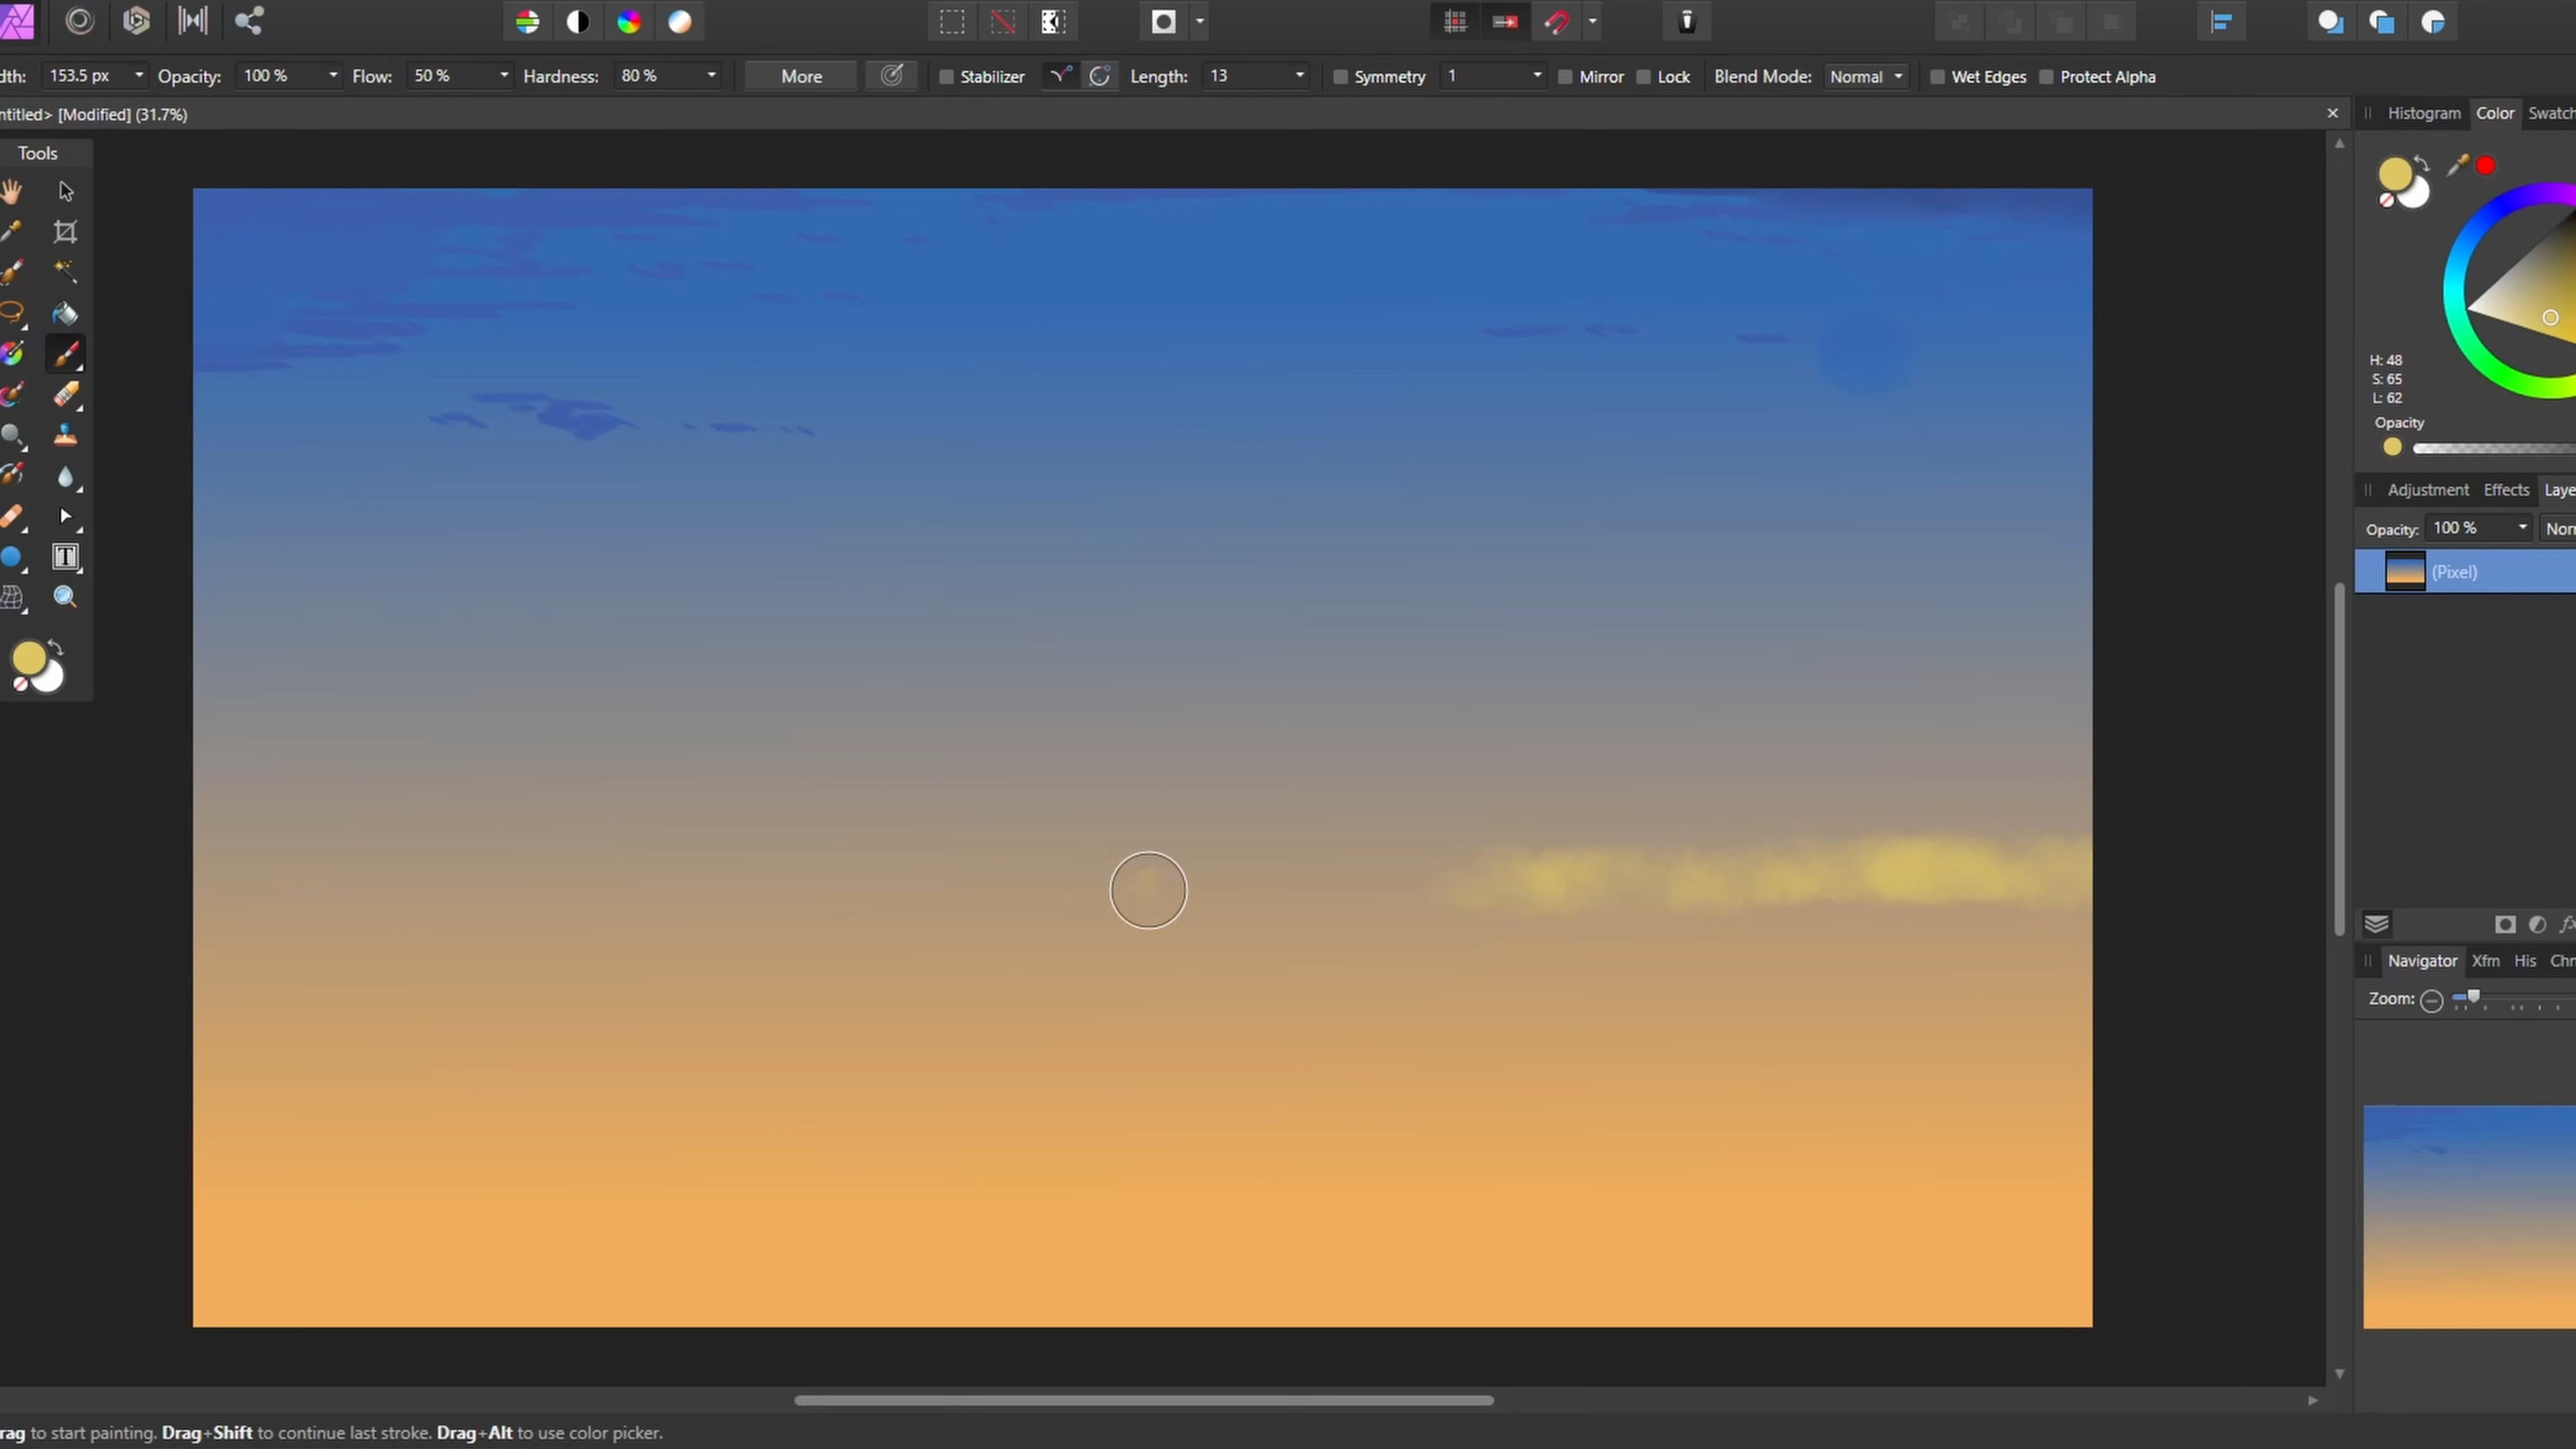 dth: 153.5 px Opacity: 100 % Flow: 50 % Hardness: 80 % More Stabilizer Length: 13 Symmetry 1 Mirror Lock Blend Mode: Normal Wet Edges Protect Alpha
ntitled> [Modified] (31.7%)
Histogram Color Swatch
Tools
H: 48
S: 65
L: 62
Opacity
Adjustment Effects Laye
Opacity: 100 % Norr
(Pixel)
Navigator Xfm His Chn
Zoom:
rag to start painting. Drag+Shift to continue last stroke. Drag+Alt to use color picker.